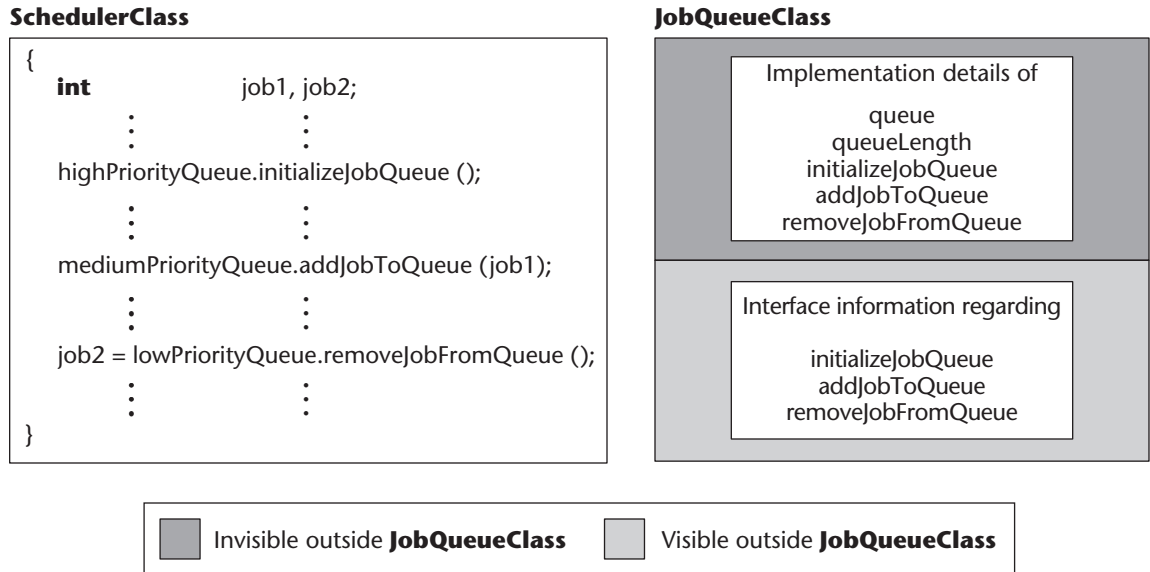 SchedulerClass
{
int job1, job2;
highPriorityQueue.initializeJobQueue ();
mediumPriorityQueue.addJobToQueue (job1);
job2 = lowPriorityQueue.removeJobFromQueue ();
}
JobQueueClass
Implementation details of
queue
queueLength
initializeJobQueue
addJobToQueue
removeJobFromQueue
Interface information regarding
initializeJobQueue
addJobToQueue
removeJobFromQueue
Invisible outside JobQueueClass
Visible outside JobQueueClass